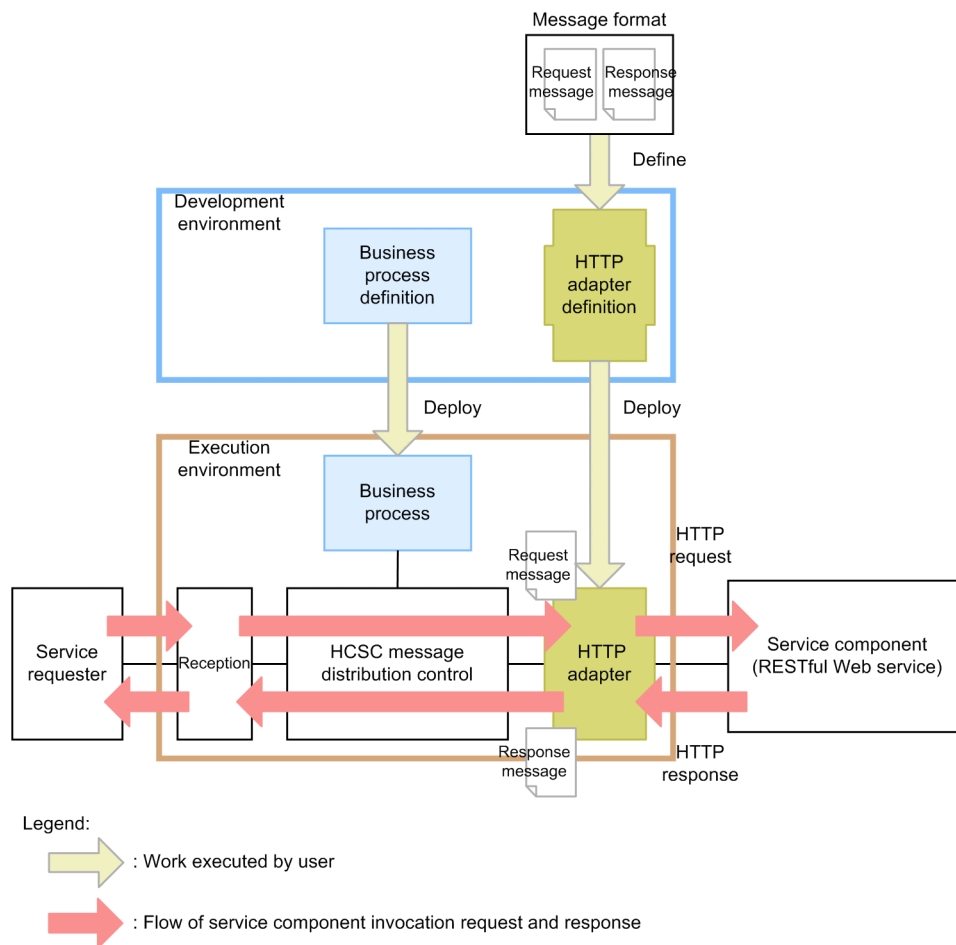 Message format
Request
message
Response
message
Define
Development
environment
Business
process
definition
HTTP
adapter
definition
Deploy
Deploy
Execution
environment
Business
process
Request
message
HTTP
request
Service
requester
Reception
HCSC message
distribution control
HTTP
adapter
Service component
(RESTful Web service)
Response
message
HTTP
response
Legend:
: Work executed by user
: Flow of service component invocation request and response